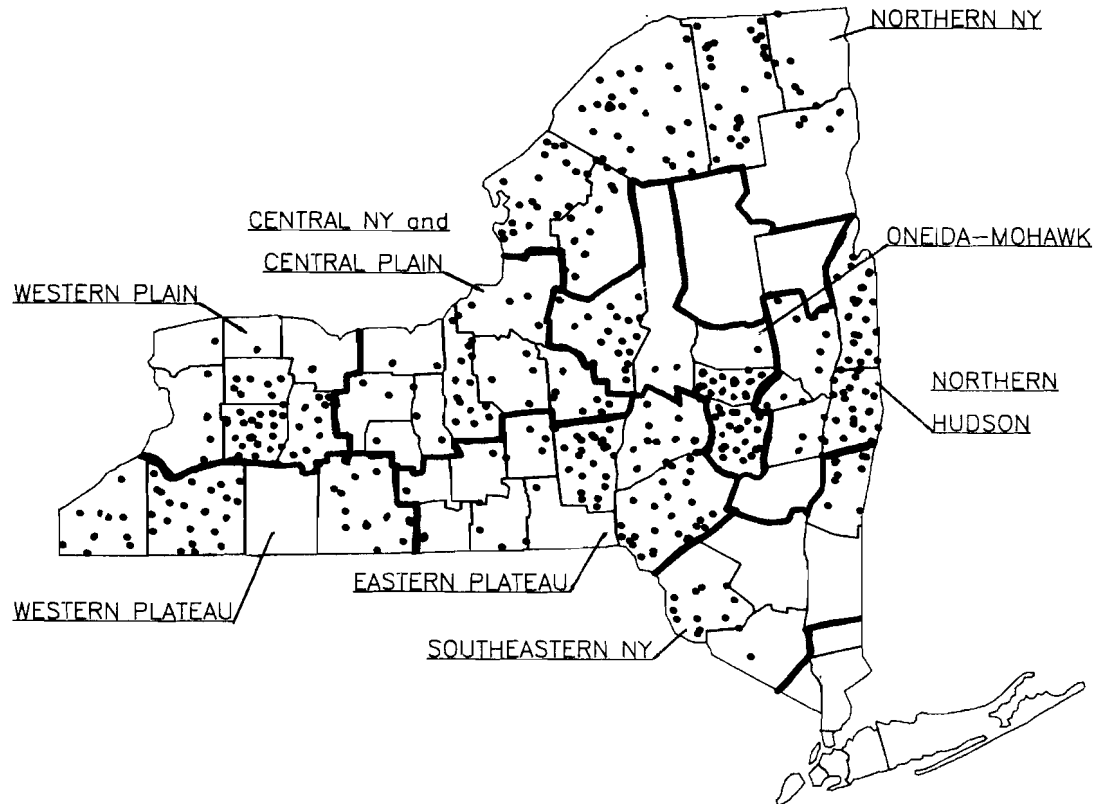 NORTHERN NY
CENTRAL NY and
CENTRAL PLAIN
ONEIDA-MOHAWK
WESTERN PLAIN
NORTHERN
HUDSON
EASTERN PLATEAU
WESTERN PLATEAU
SOUTHEASTERN NY